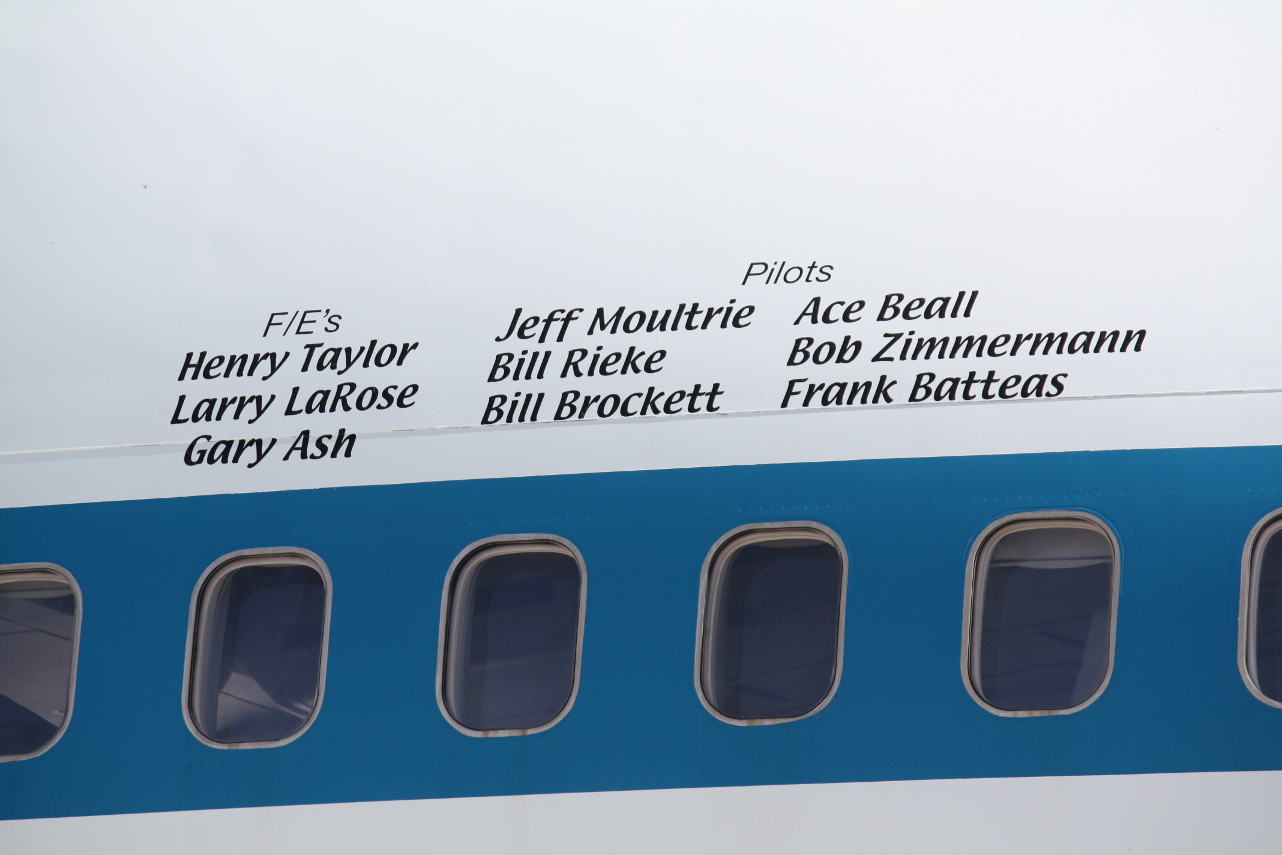 F/E's
Henry Taylor
Larry LaRose
Gary Ash
Pilots
Jeff Moultrie
Bill Rieke
Bill Brockett
Ace Beall
Bob Zimmermann
Frank Batteas